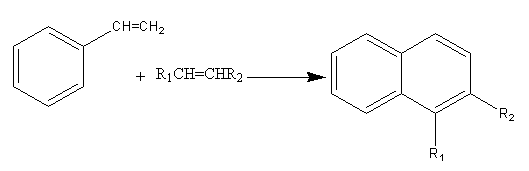 CH=CH2
+ R1CH=CHR2
R2
R1